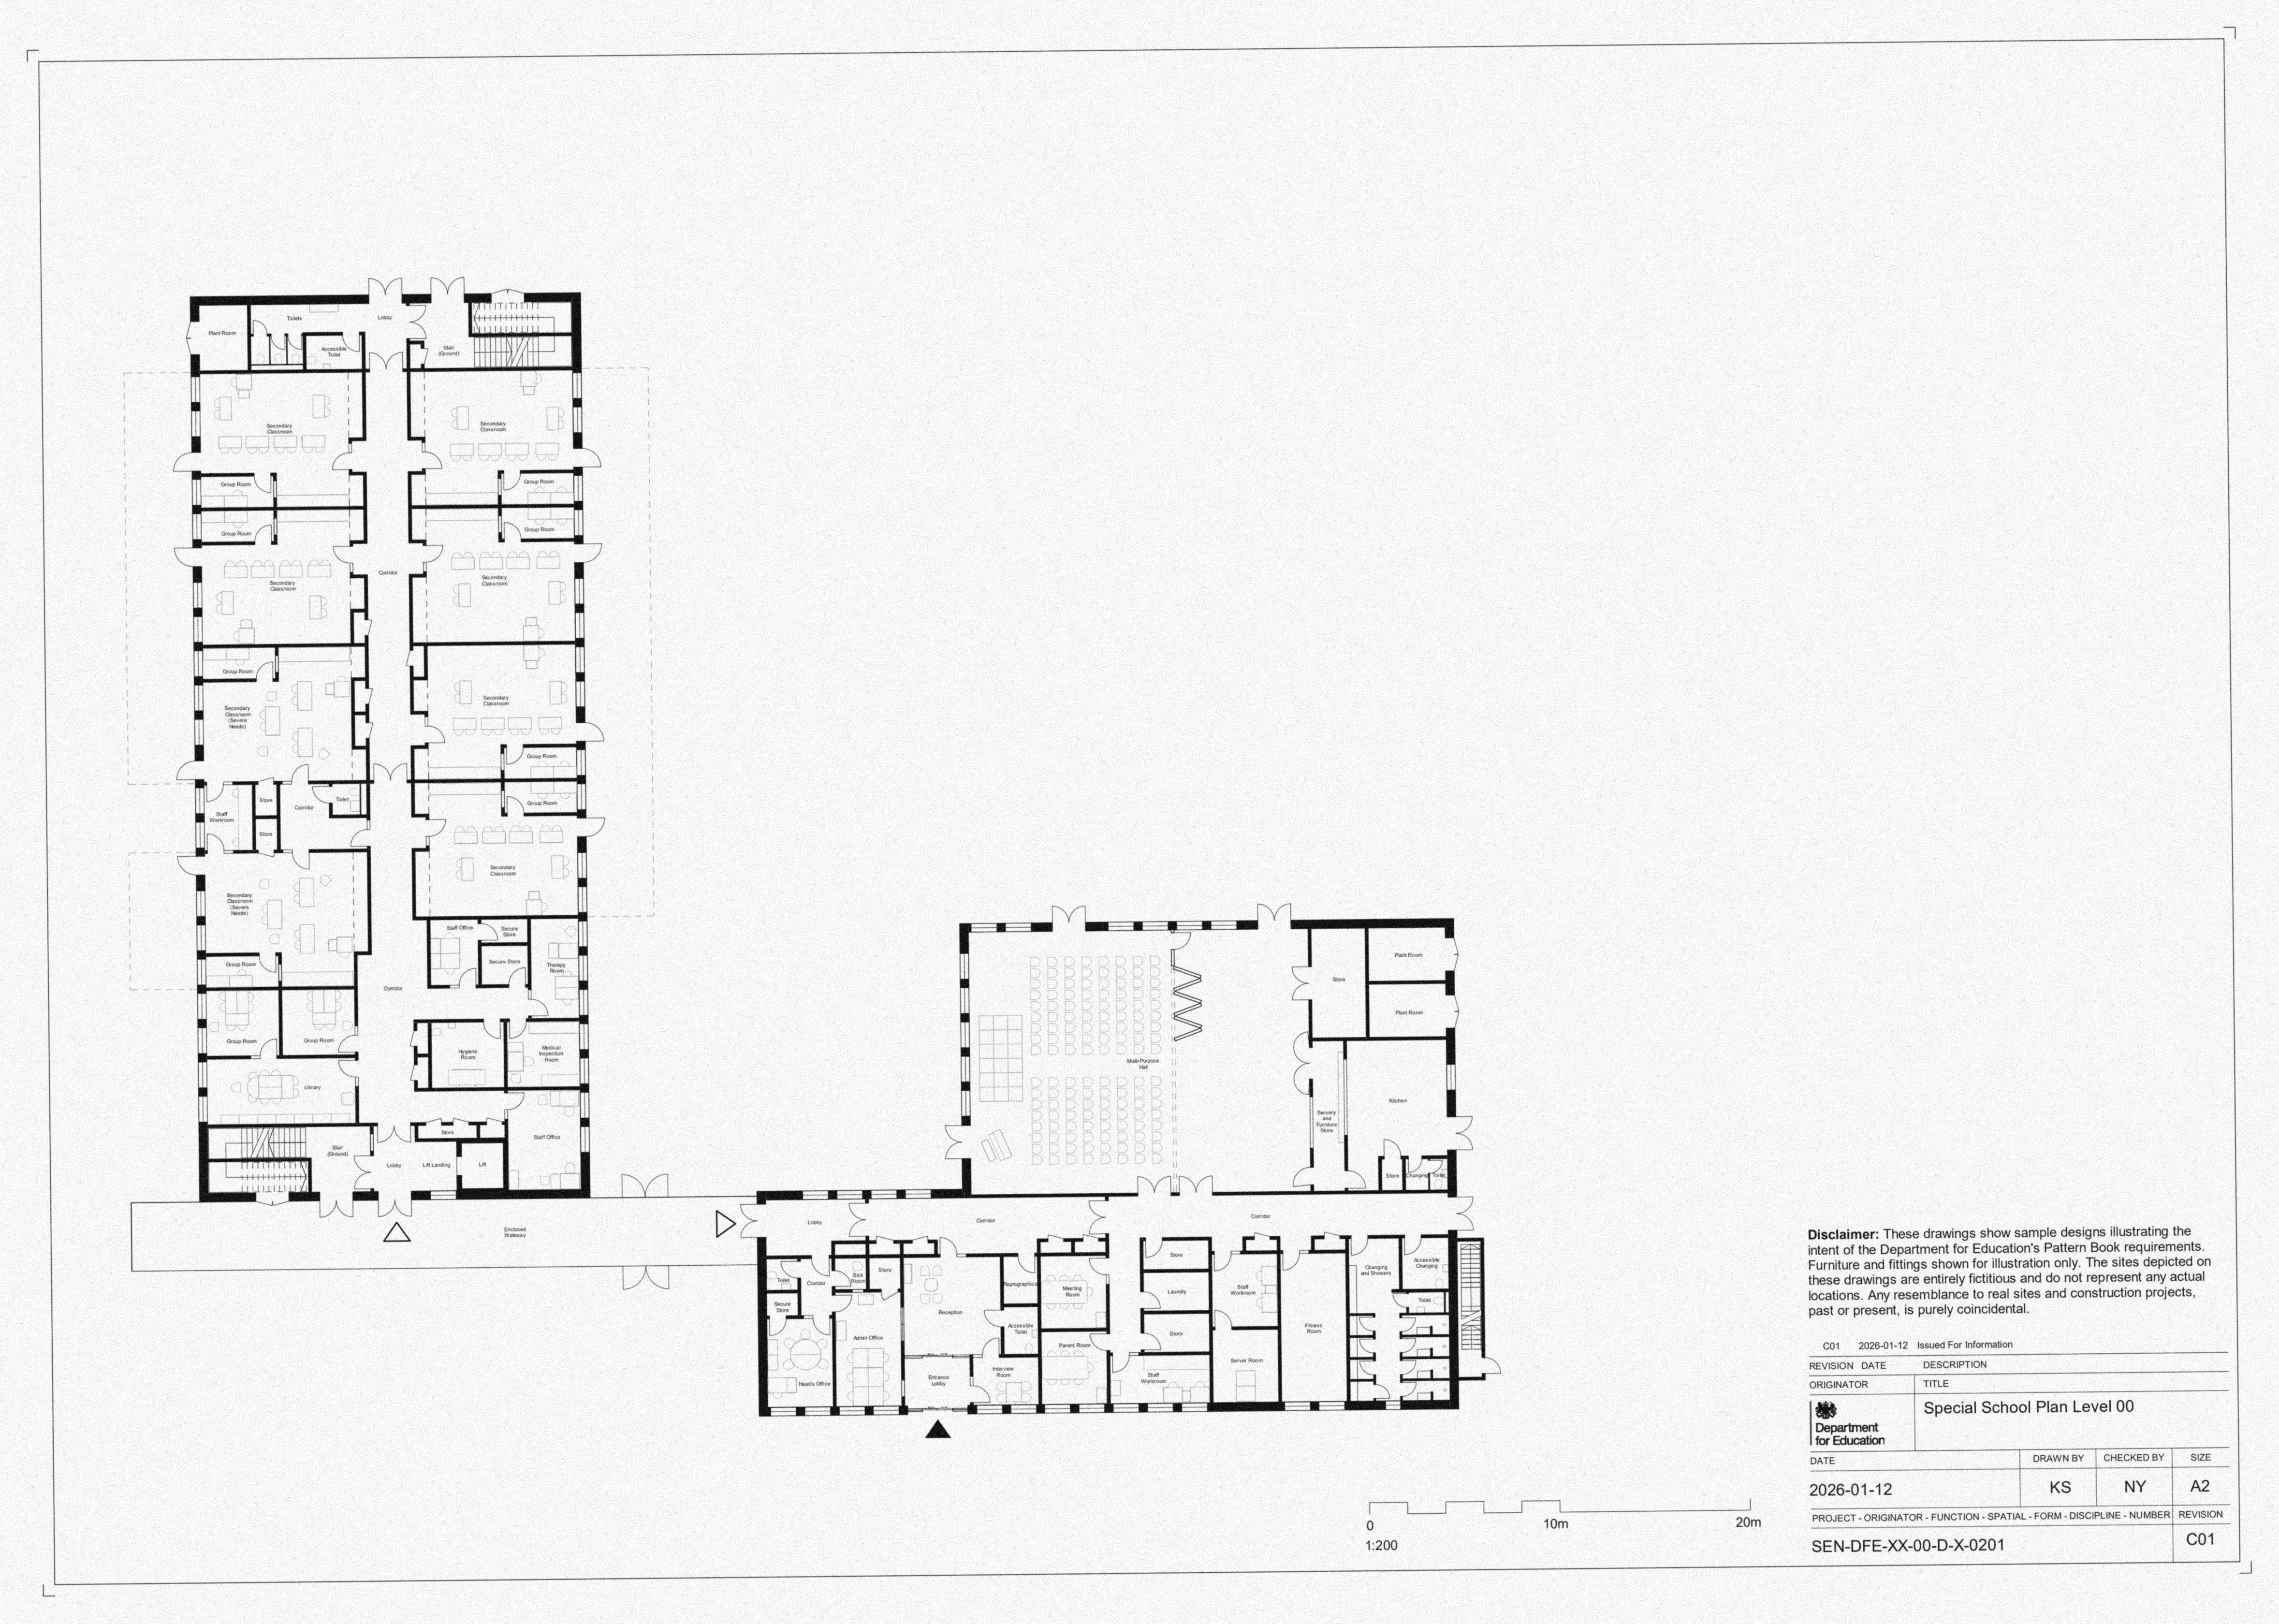 Plant Room
Toilets
Lobby
Accessible
Toilet
Stair
(Ground)
Secondary
Classroom
Secondary
Classroom
Group Room
Group Room
Group Room
Group Room
Corridor
Secondary
Classroom
Secondary
Classroom
Group Room
Secondary
Classroom
(Severe
Needs)
Secondary
Classroom
Group Room
Staff
Workroom
Store
Corridor
Toilet
Store
Group Room
Secondary
Classroom
(Severe
Needs)
Secondary
Classroom
Staff Office
Secure
Store
Secure Store
Therapy
Room
Group Room
Corridor
Group Room
Group Room
Hygiene
Room
Medical
Inspection
Room
Library
Stair
(Ground)
Lobby
Store
Lift Landing
Lift
Staff Office
Enclosed
Walkway
Multi-Purpose
Hall
Store
Plant Room
Plant Room
Servery
and
Furniture
Store
Kitchen
Store
Changing
Toilet
Lobby
Corridor
Corridor
Toilet
Corridor
Sick
Room
Store
Secure
Store
Admin Office
Head's Office
Reception
Reprographics
Accessible
Toilet
Entrance
Lobby
Interview
Room
Meeting
Room
Parent Room
Store
Laundry
Store
Staff
Workroom
Staff
Workroom
Server Room
Fitness
Room
Changing
and Showers
Accessible
Changing
Toilet
0
10m
20m
1:200
Disclaimer: These drawings show sample designs illustrating the
intent of the Department for Education's Pattern Book requirements.
Furniture and fittings shown for illustration only. The sites depicted on
these drawings are entirely fictitious and do not represent any actual
locations. Any resemblance to real sites and construction projects,
past or present, is purely coincidental.
C01 2026-01-12 Issued For Information
REVISION DATE DESCRIPTION
ORIGINATOR TITLE
Department
for Education
Special School Plan Level 00
DATE DRAWN BY CHECKED BY SIZE
2026-01-12 KS NY A2
PROJECT - ORIGINATOR - FUNCTION - SPATIAL - FORM - DISCIPLINE - NUMBER REVISION
SEN-DFE-XX-00-D-X-0201 C01